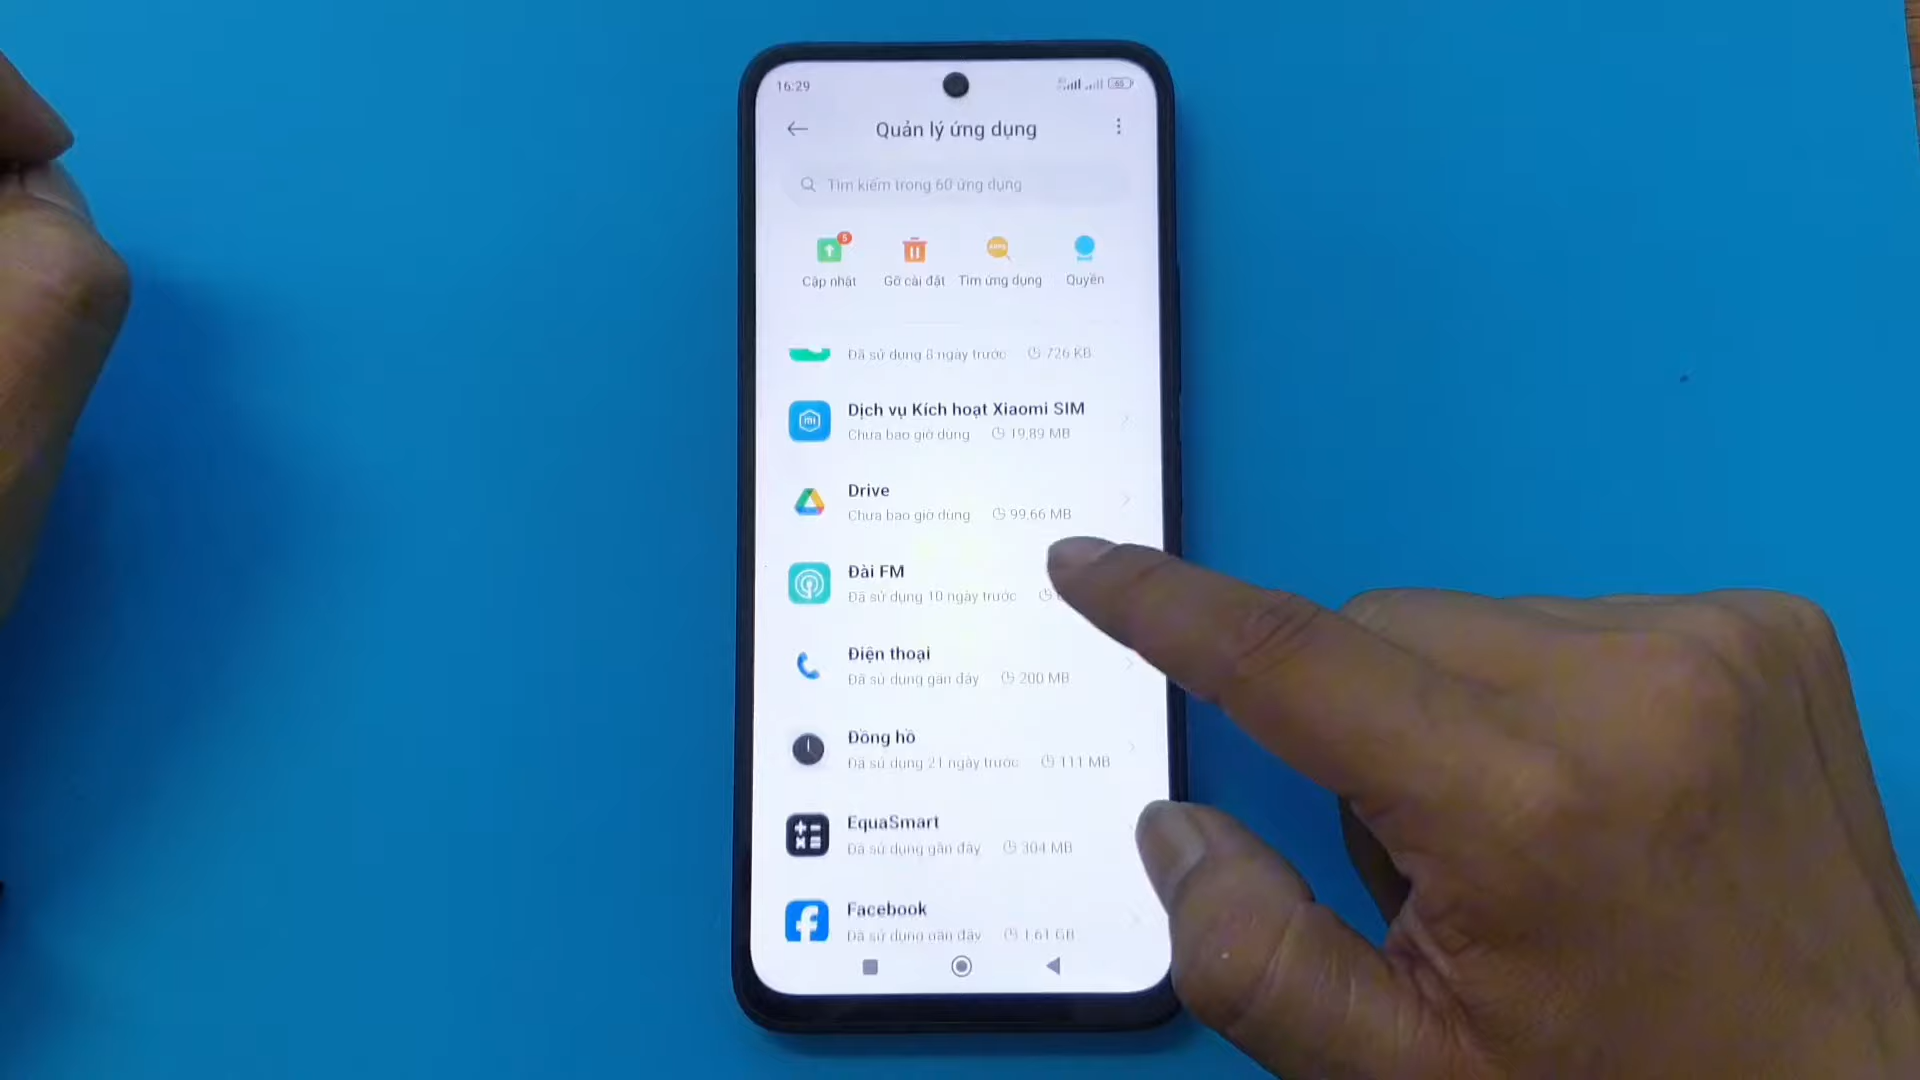 16:29
60
Quản lý ứng dụng
Tìm kiếm trong 60 ứng dụng
5
Cập nhật
Gỡ cài đặt
Tìm ứng dụng
Quyền
Đã sử dụng 8 ngày trước 726 KB
mi
Dịch vụ Kích hoạt Xiaomi SIM
Chưa bao giờ dùng 19,89 MB
Drive
Chưa bao giờ dùng 99,66 MB
Đài FM
Đã sử dụng 10 ngày trước
Điện thoại
Đã sử dụng gần đây 200 MB
Đồng hồ
Đã sử dụng 21 ngày trước 111 MB
EquaSmart
Đã sử dụng gần đây 304 MB
Facebook
Đã sử dụng gần đây 1,61 GB